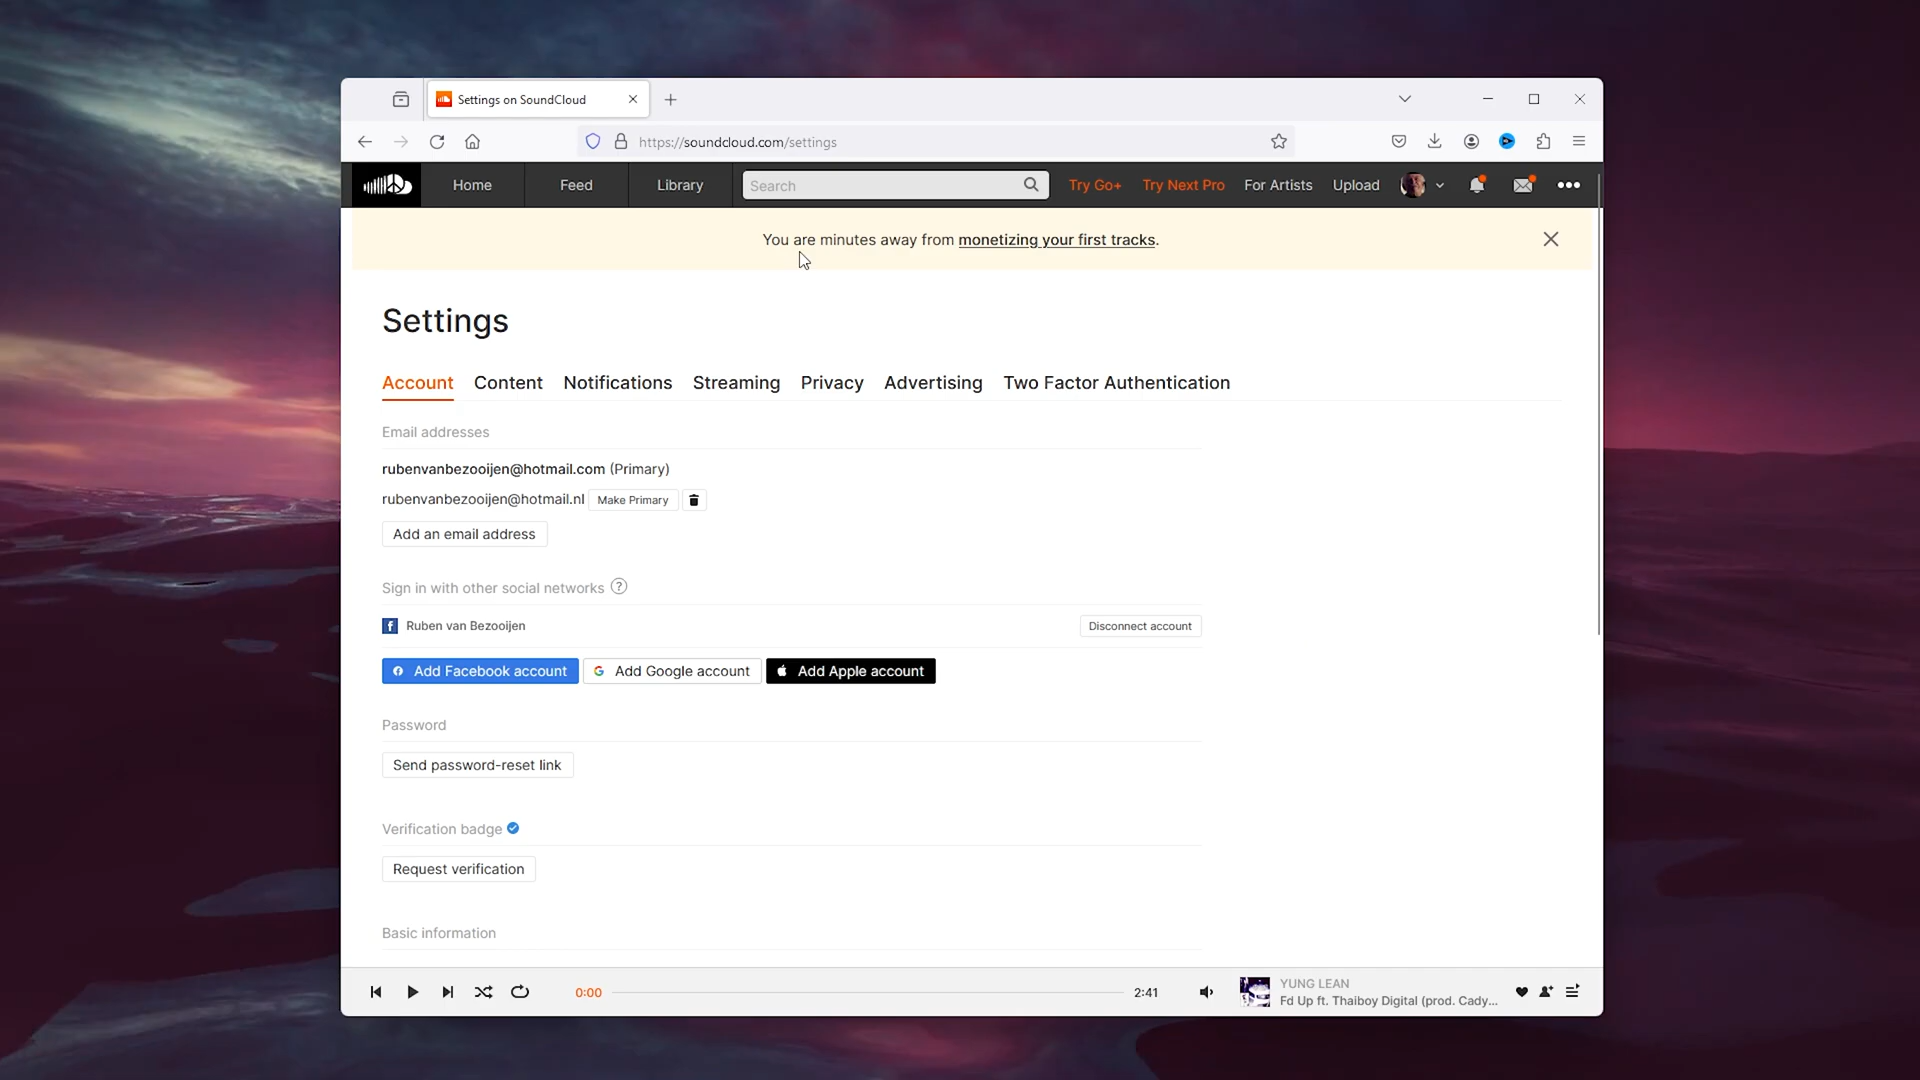 Settings on SoundCloud
https://soundcloud.com/settings
Home
Feed
Library
Search
Try Go+
Try Next Pro
For Artists
Upload
You are minutes away from monetizing your first tracks.
Settings
Account
Content
Notifications
Streaming
Privacy
Advertising
Two Factor Authentication
Email addresses
rubenvanbezooijen@hotmail.com (Primary)
rubenvanbezooijen@hotmail.nl
Make Primary
Add an email address
Sign in with other social networks ?
Ruben van Bezooijen
Disconnect account
Add Facebook account
Add Google account
Add Apple account
Password
Send password-reset link
Verification badge
Request verification
Basic information
0:00
2:41
YUNG LEAN
Fd Up ft. Thaiboy Digital (prod. Cady...